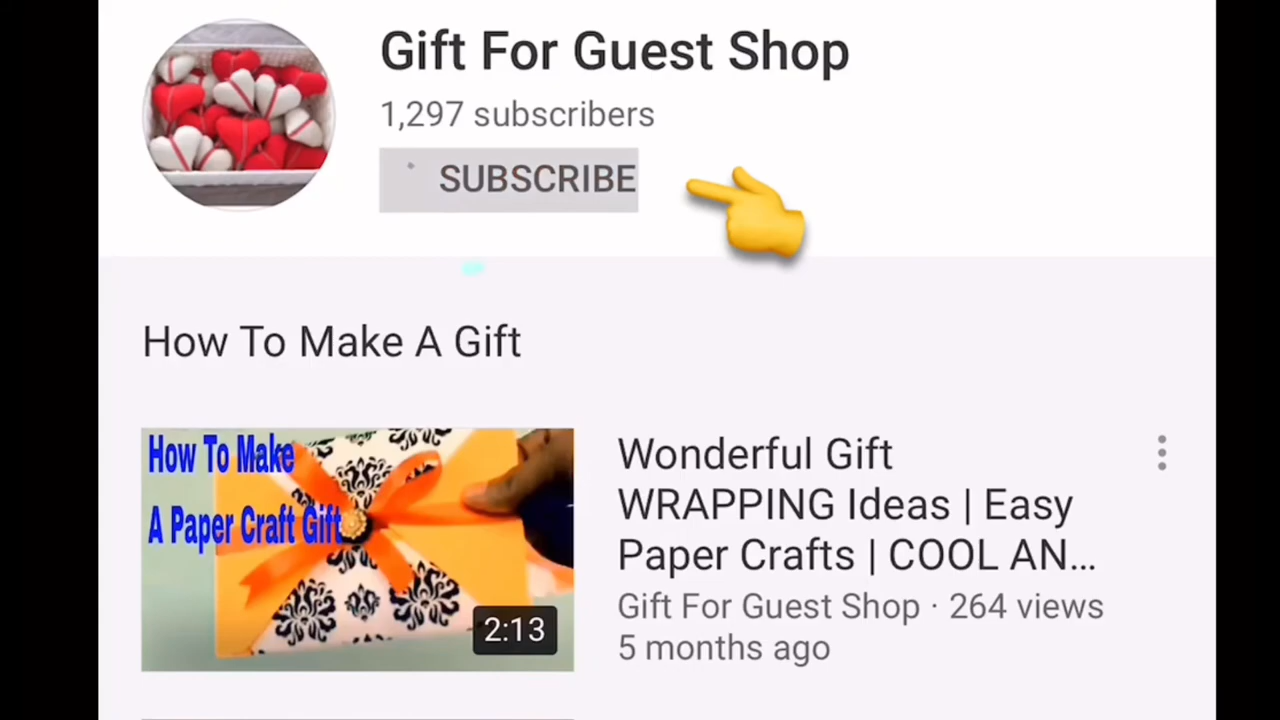 Gift For Guest Shop
1,297 subscribers
SUBSCRIBE
How To Make A Gift
How To Make
A Paper Craft Gift
2:13
Wonderful Gift
WRAPPING Ideas | Easy
Paper Crafts | COOL AN...
Gift For Guest Shop · 264 views
5 months ago